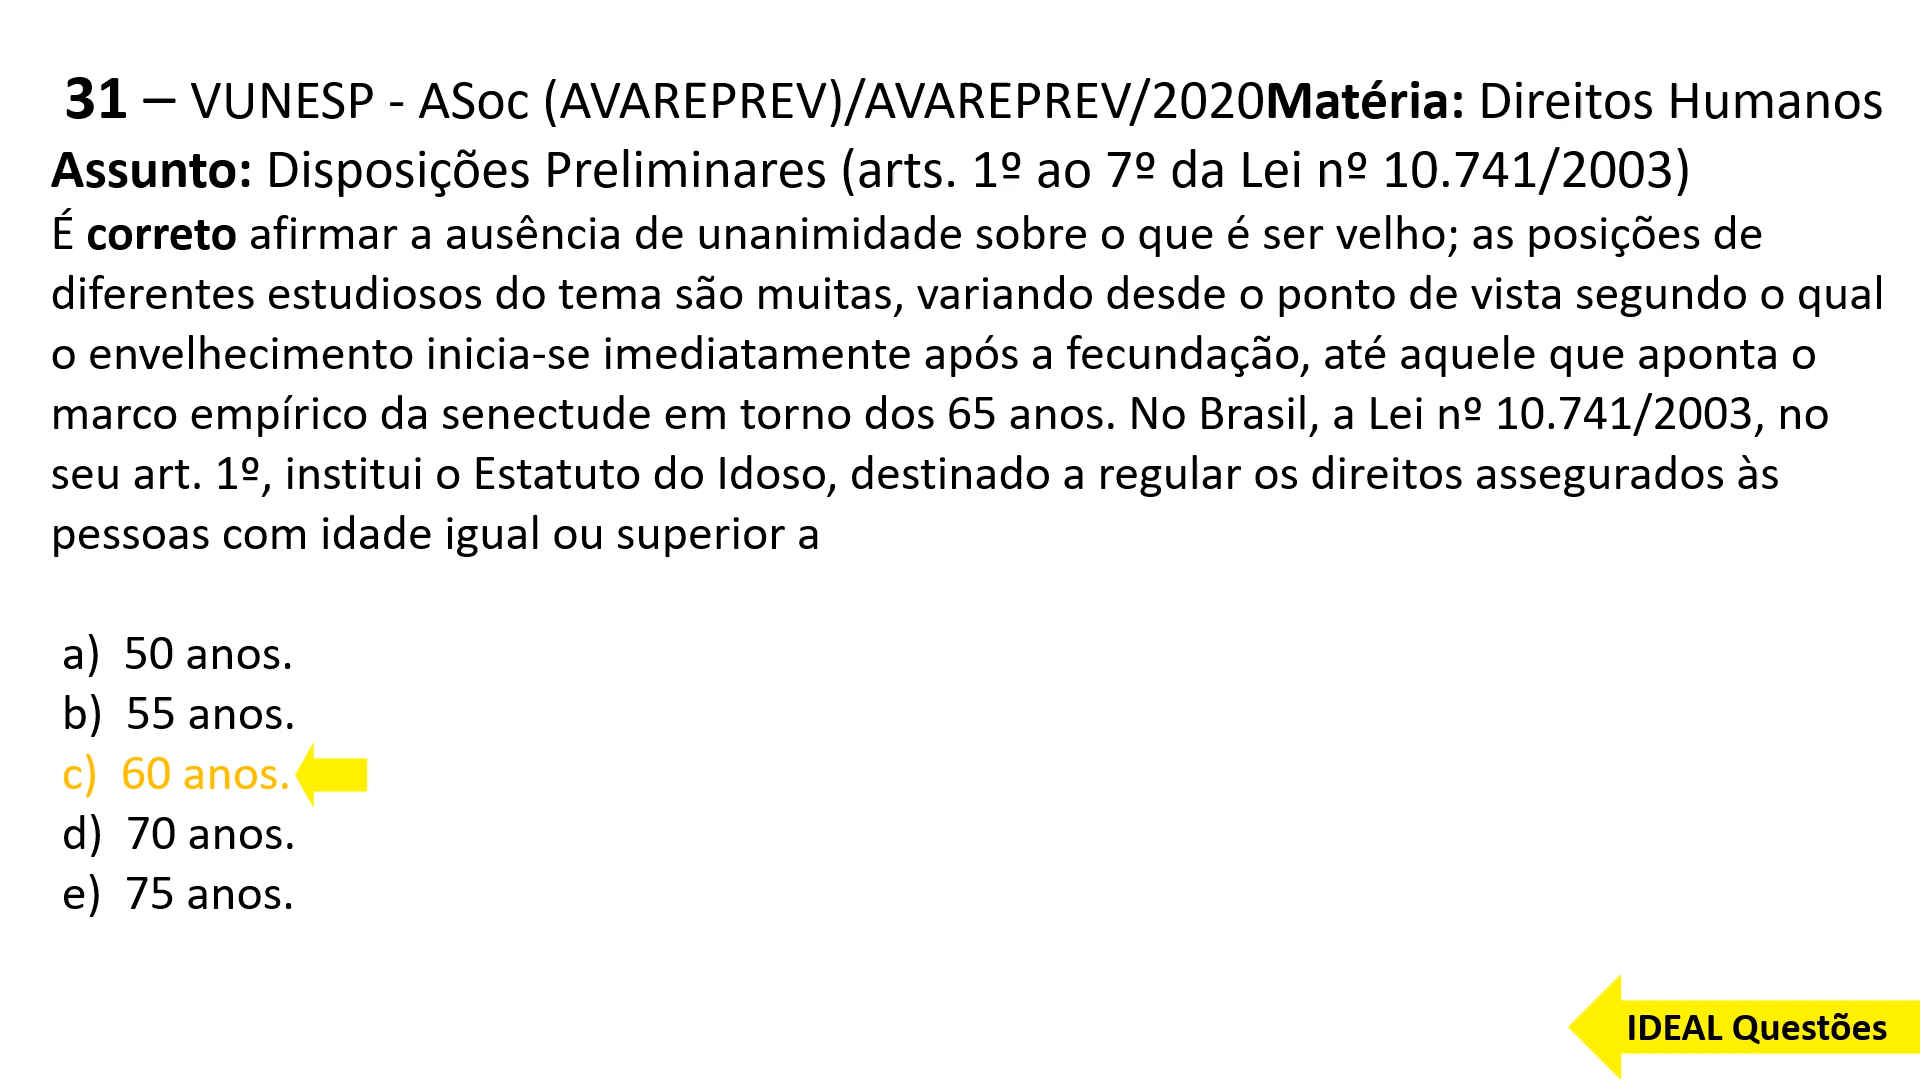 31 – VUNESP - ASoc (AVAREPREV)/AVAREPREV/2020Matéria: Direitos Humanos
Assunto: Disposições Preliminares (arts. 1º ao 7º da Lei nº 10.741/2003)
É correto afirmar a ausência de unanimidade sobre o que é ser velho; as posições de
diferentes estudiosos do tema são muitas, variando desde o ponto de vista segundo o qual
o envelhecimento inicia-se imediatamente após a fecundação, até aquele que aponta o
marco empírico da senectude em torno dos 65 anos. No Brasil, a Lei nº 10.741/2003, no
seu art. 1º, institui o Estatuto do Idoso, destinado a regular os direitos assegurados às
pessoas com idade igual ou superior a
a) 50 anos.
b) 55 anos.
c) 60 anos.
d) 70 anos.
e) 75 anos.
IDEAL Questões